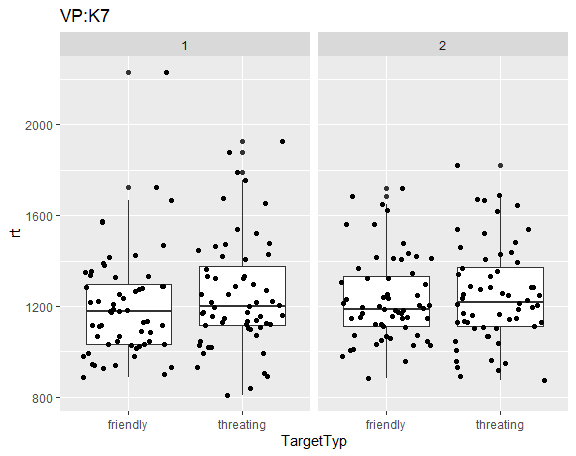 VP:K7
1 2
rt
2000
1600
1200
800
friendly threating friendly threating
TargetTyp